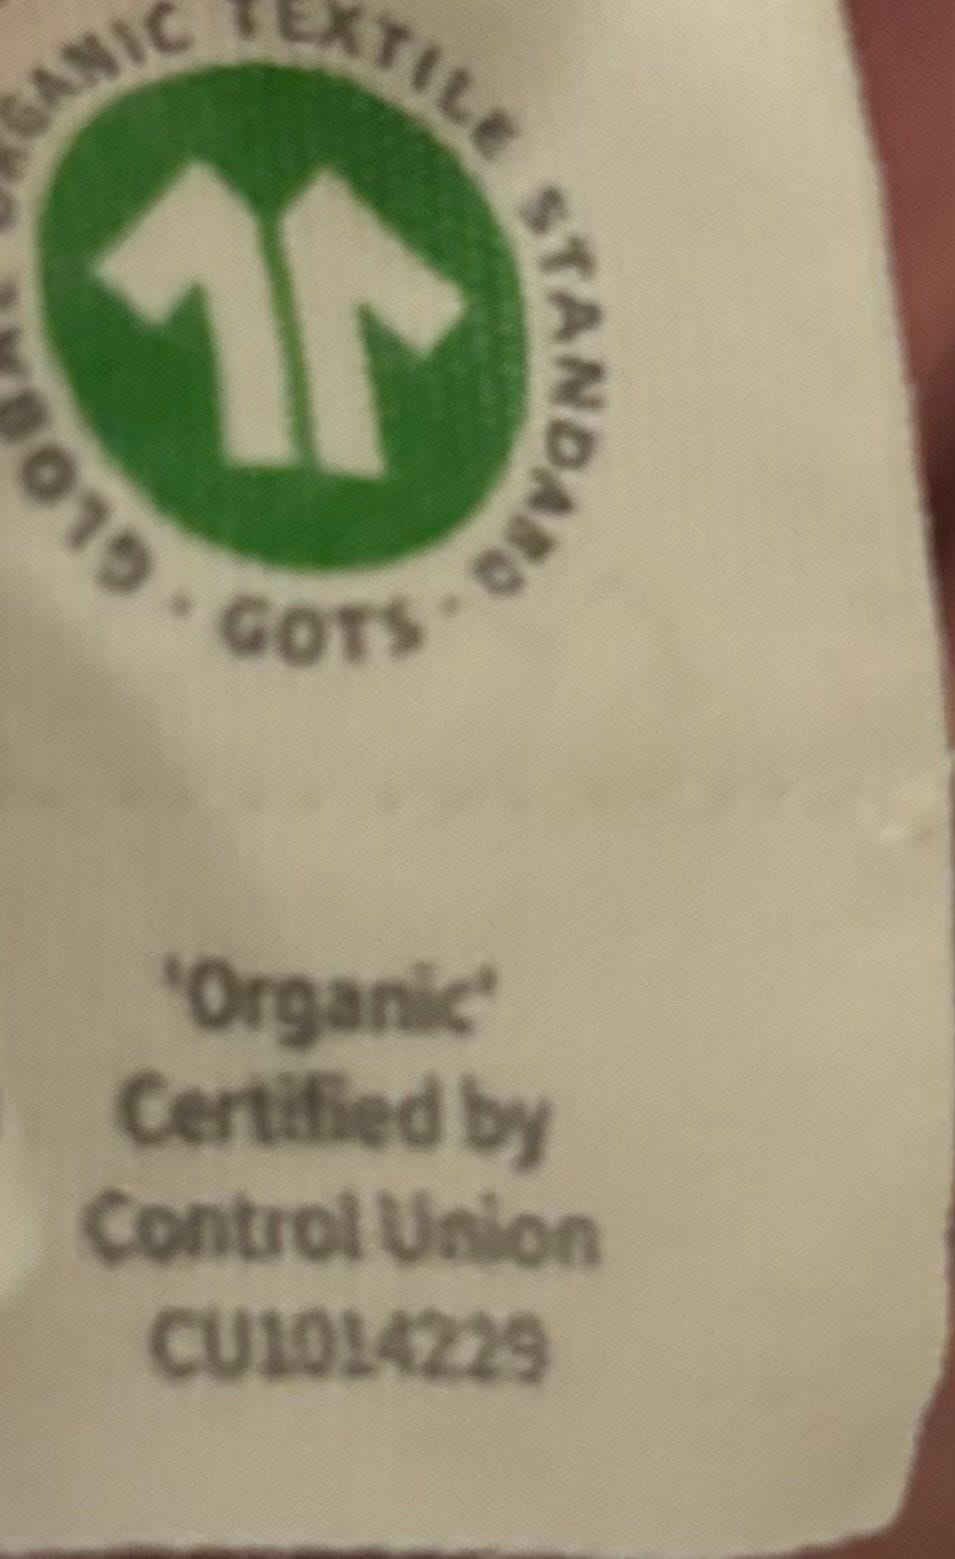 GLOBAL ORGANIC TEXTILE STANDARD
· GOTS ·
'Organic'
Certified by
Control Union
CU1014229